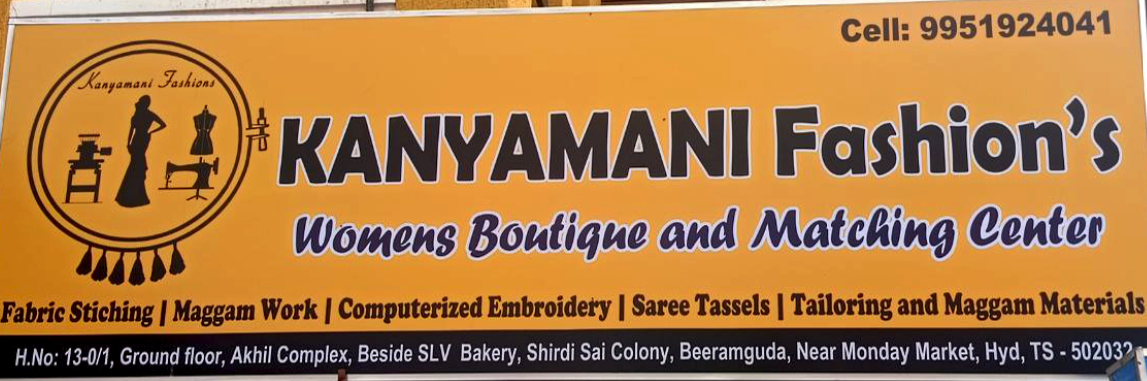 Cell: 9951924041
Kanyamani Fashions
KANYAMANI Fashion's
Womens Boutique and Matching Center
Fabric Stiching | Maggam Work | Computerized Embroidery | Saree Tassels | Tailoring and Maggam Materials
H.No: 13-0/1, Ground floor, Akhil Complex, Beside SLV Bakery, Shirdi Sai Colony, Beeramguda, Near Monday Market, Hyd, TS - 502032